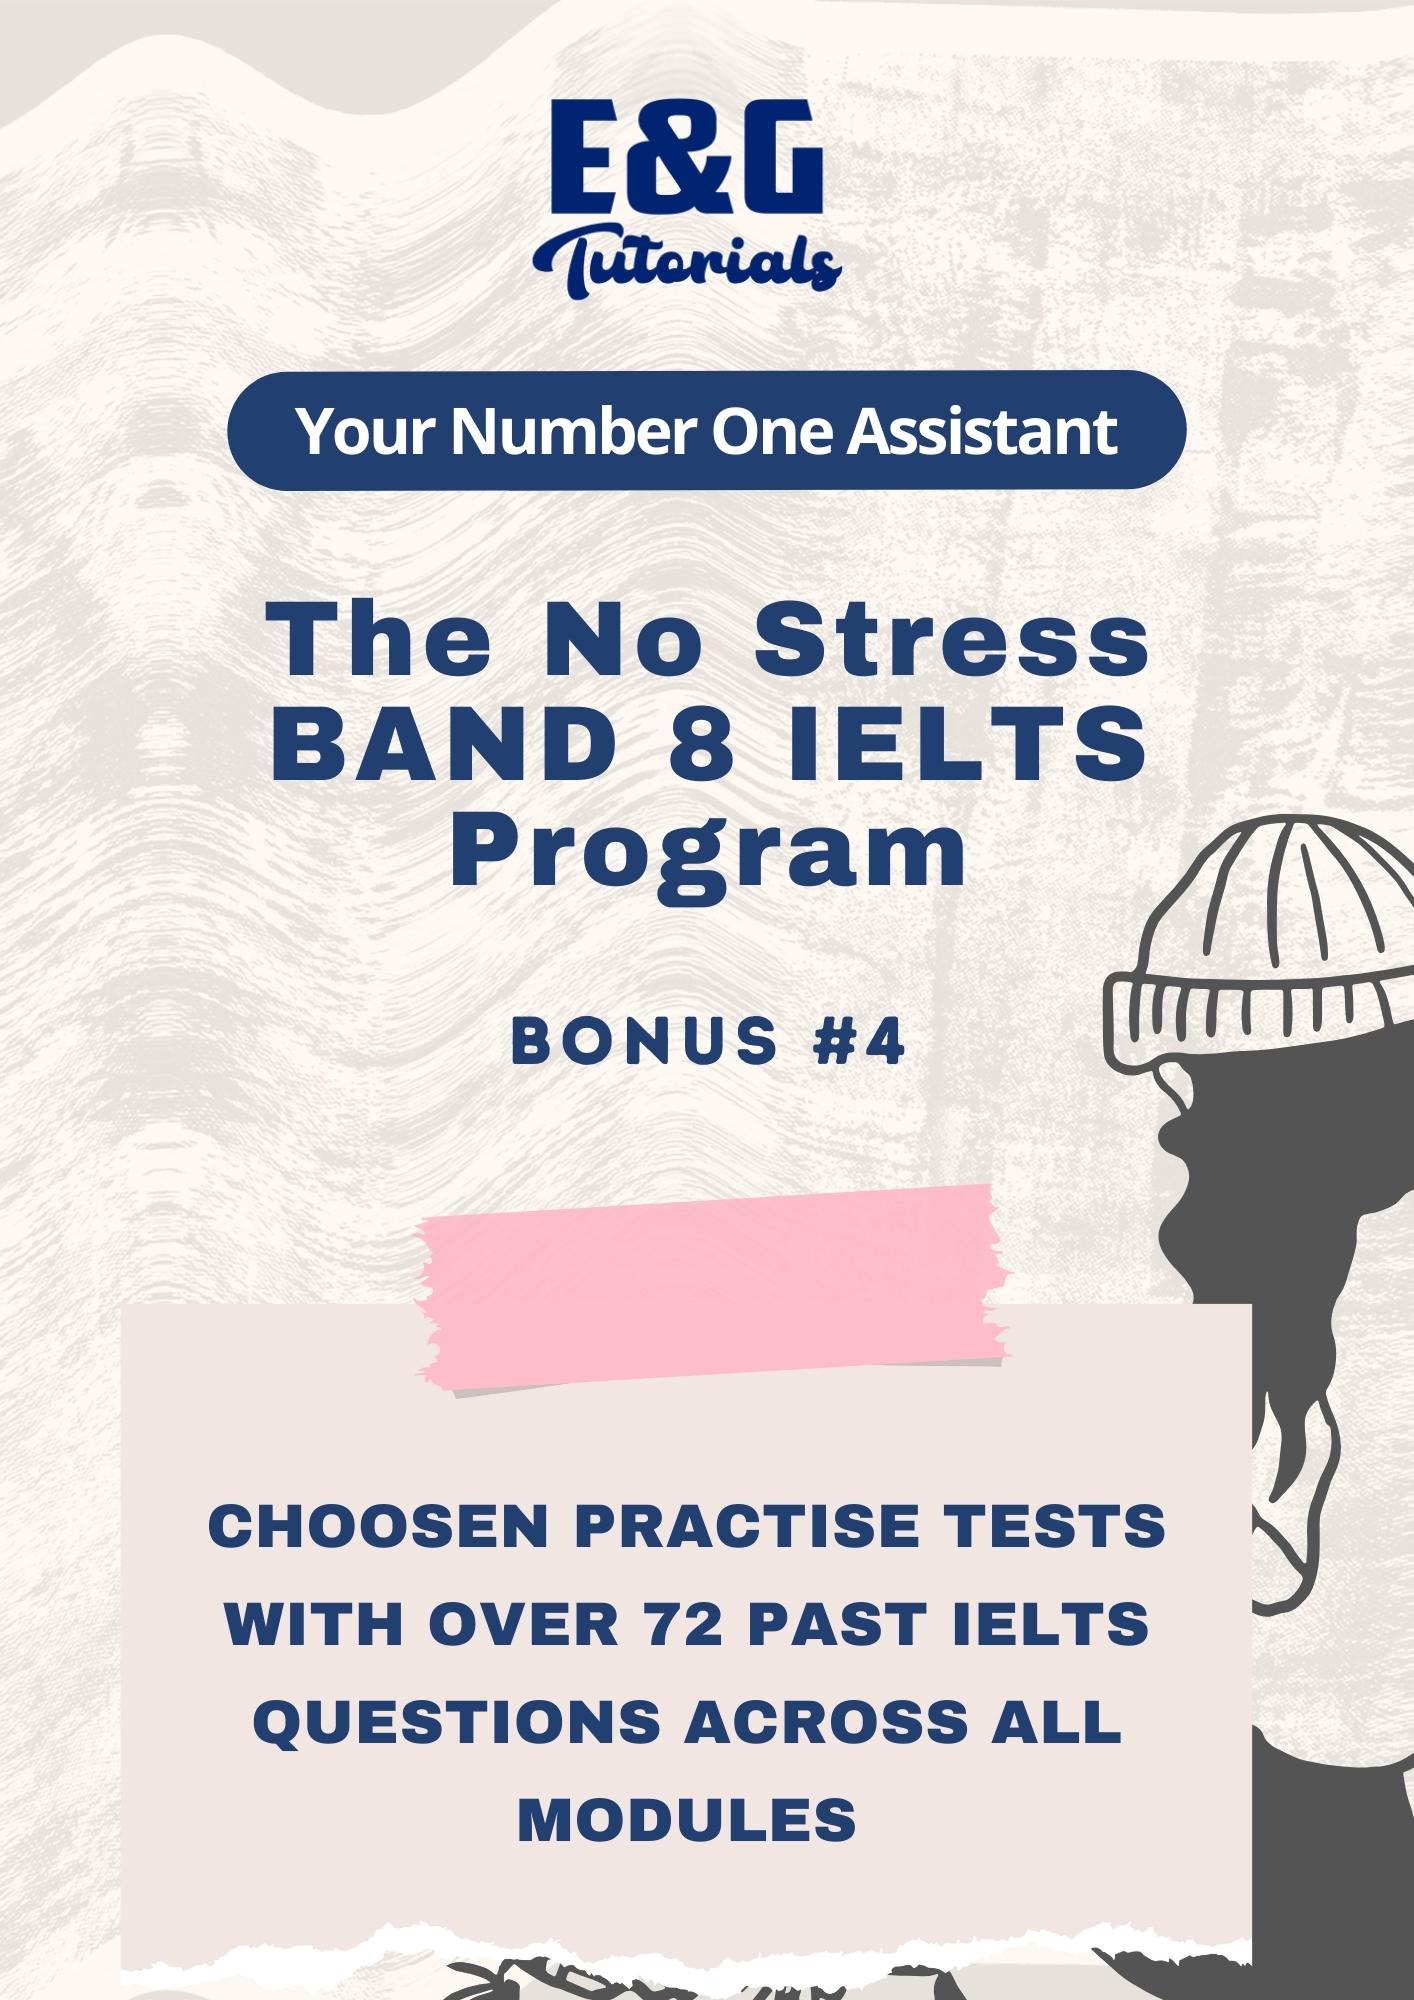 E&G
Tutorials
Your Number One Assistant
The No Stress
BAND 8 IELTS
Program
BONUS #4
CHOOSEN PRACTISE TESTS
WITH OVER 72 PAST IELTS
QUESTIONS ACROSS ALL
MODULES